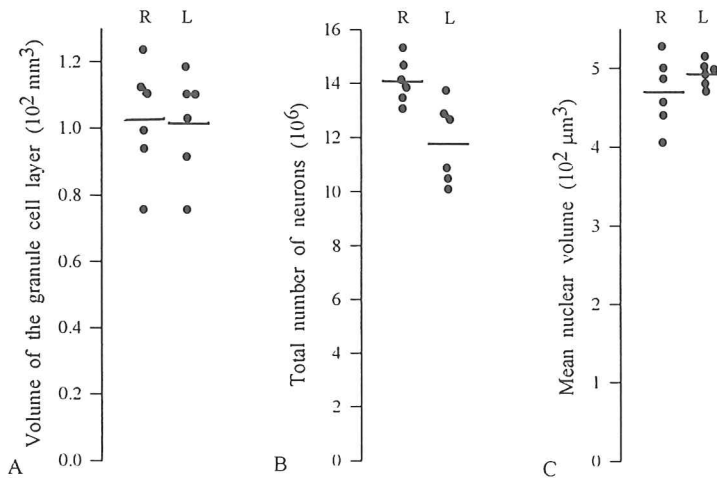 R L
Volume of the granule cell layer (10² mm³)
1.2
1.0
0.8
0.6
0.4
0.2
0.0
A
R L
Total number of neurons (10⁶)
16
14
12
10
8
6
4
2
0
B
R L
Mean nuclear volume (10² µm³)
5
4
3
2
1
0
C